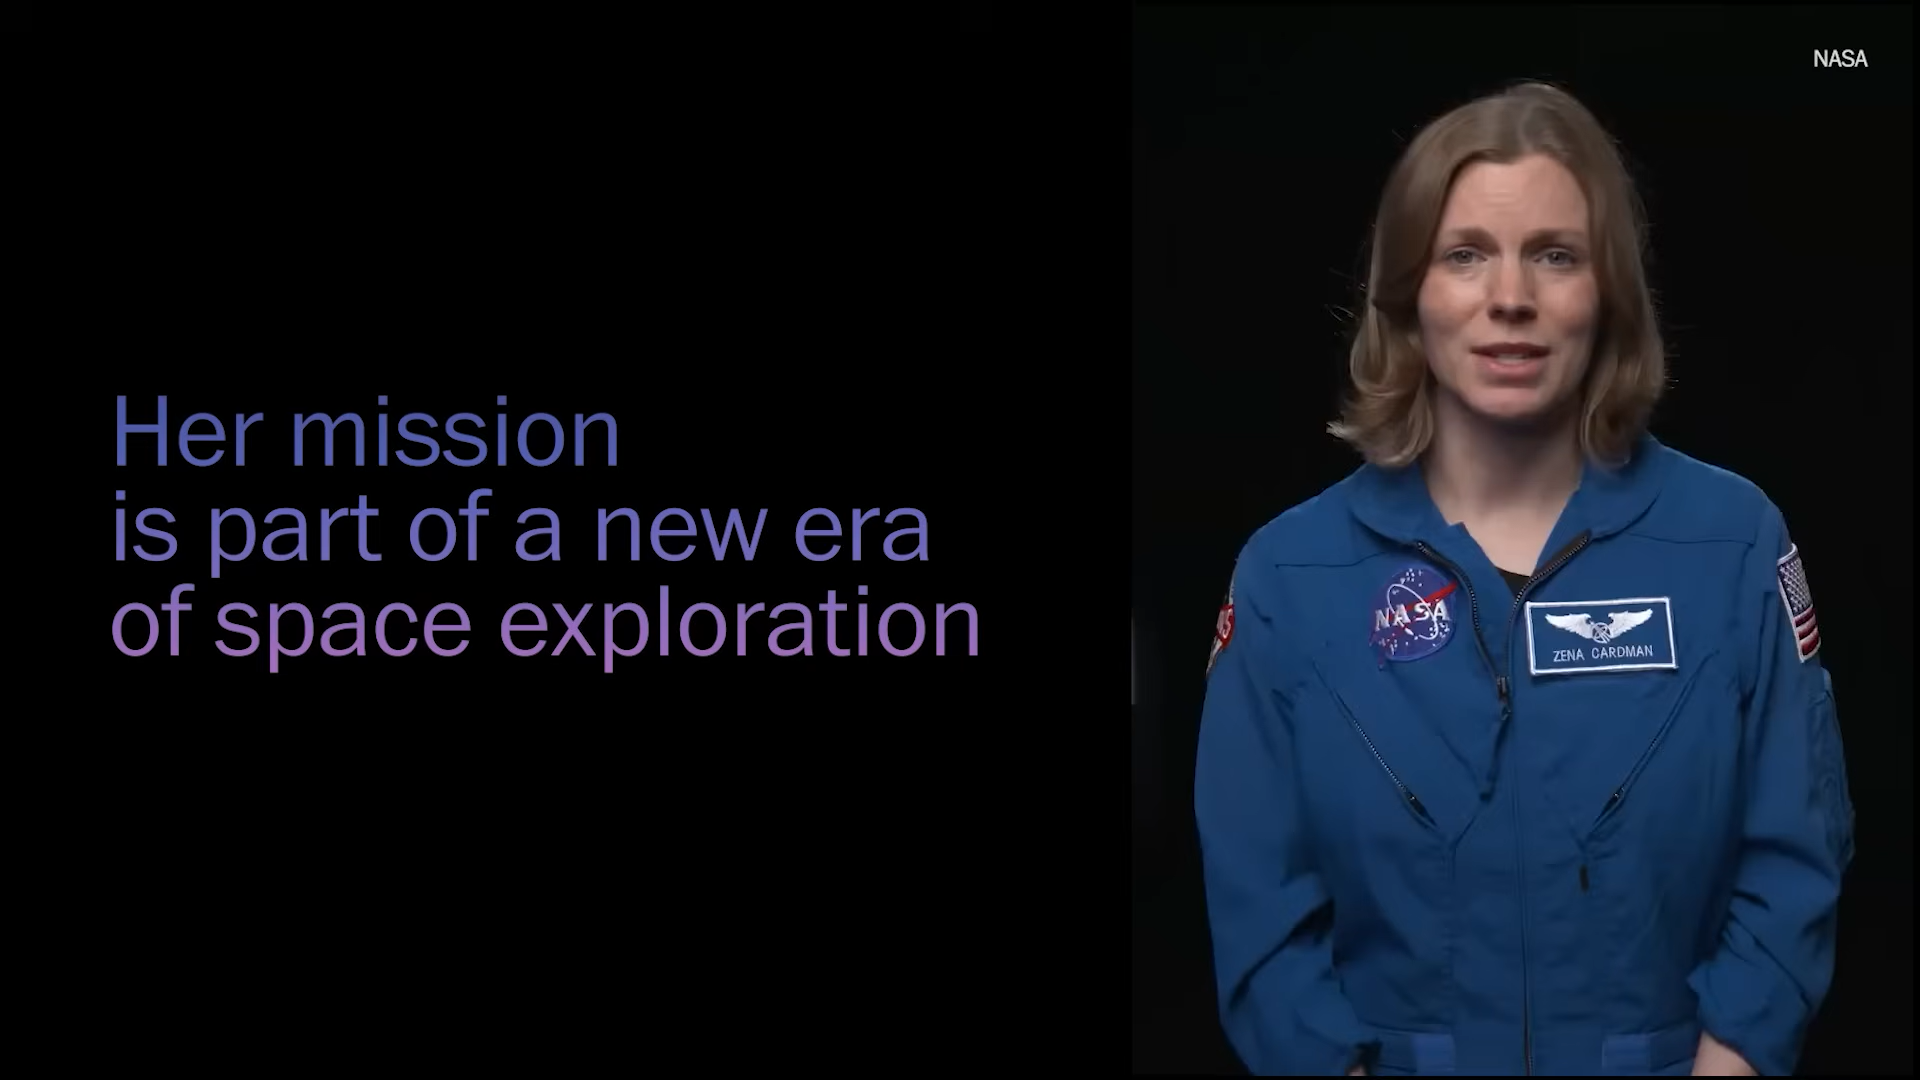 NASA
Her mission
is part of a new era
of space exploration
NASA
ZENA CARDMAN